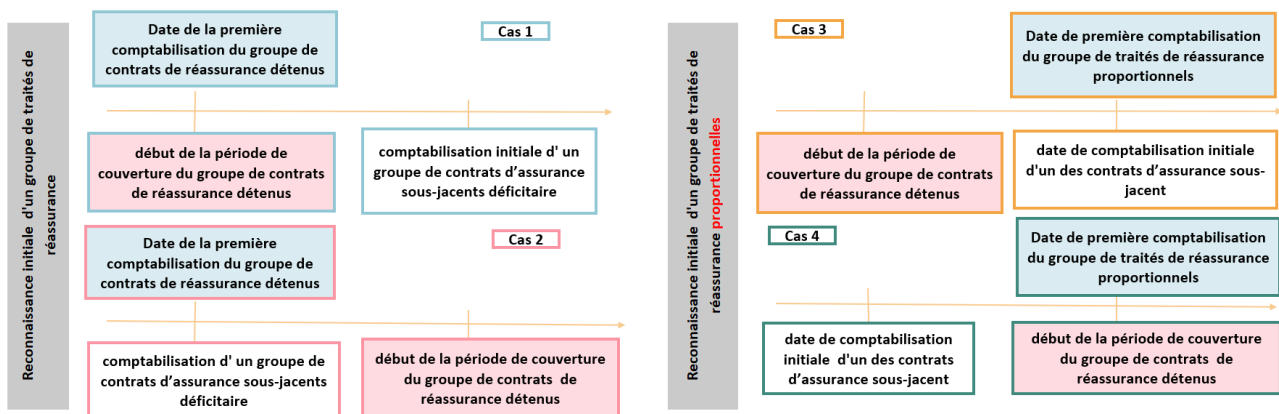 Reconnaissance initiale d'un groupe de traités de
réassurance
Date de la première
comptabilisation du groupe de
contrats de réassurance détenus
Cas 1
début de la période de
couverture du groupe de contrats
de réassurance détenus
comptabilisation initiale d' un
groupe de contrats d'assurance
sous-jacents déficitaire
Date de la première
comptabilisation du groupe de
contrats de réassurance détenus
Cas 2
comptabilisation d' un groupe de
contrats d'assurance sous-jacents
déficitaire
début de la période de couverture
du groupe de contrats de
réassurance détenus
Reconnaissance initiale d'un groupe de traités de
réassurance proportionnelles
Cas 3
Date de première comptabilisation
du groupe de traités de réassurance
proportionnels
début de la période de
couverture du groupe de contrats
de réassurance détenus
date de comptabilisation initiale
d'un des contrats d'assurance sous-
jacent
Cas 4
Date de première comptabilisation
du groupe de traités de réassurance
proportionnels
date de comptabilisation
initiale d'un des contrats
d'assurance sous-jacent
début de la période de couverture
du groupe de contrats de
réassurance détenus